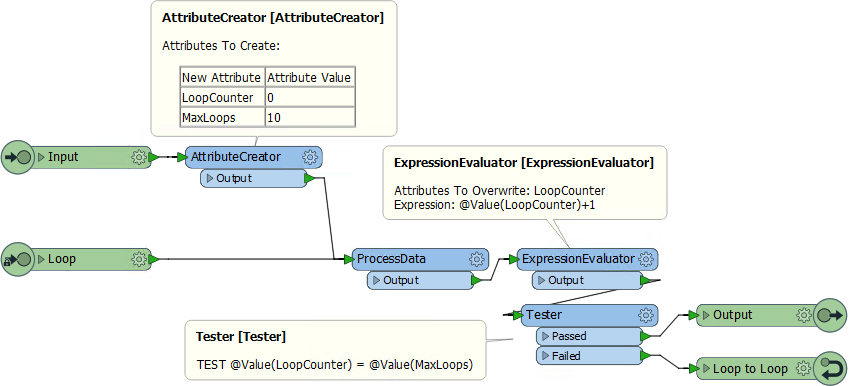 AttributeCreator [AttributeCreator]
Attributes To Create:
New Attribute Attribute Value
LoopCounter 0
MaxLoops 10
Input
AttributeCreator
Output
ExpressionEvaluator [ExpressionEvaluator]
Attributes To Overwrite: LoopCounter
Expression: @Value(LoopCounter)+1
Loop
ProcessData
Output
ExpressionEvaluator
Output
Tester
Passed
Failed
Output
Loop to Loop
Tester [Tester]
TEST @Value(LoopCounter) = @Value(MaxLoops)